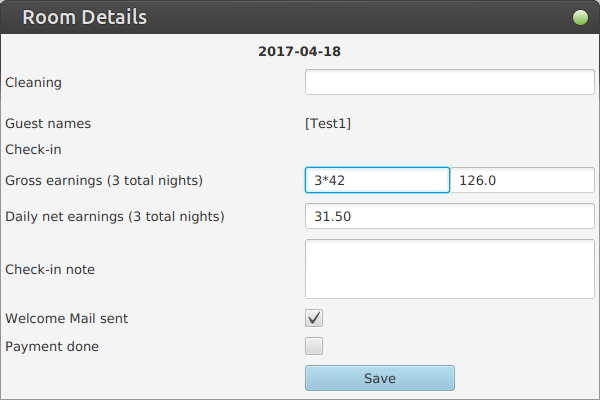 Room Details
2017-04-18
Cleaning
Guest names [Test1]
Check-in
Gross earnings (3 total nights) 3*42 126.0
Daily net earnings (3 total nights) 31.50
Check-in note
Welcome Mail sent
Payment done
Save